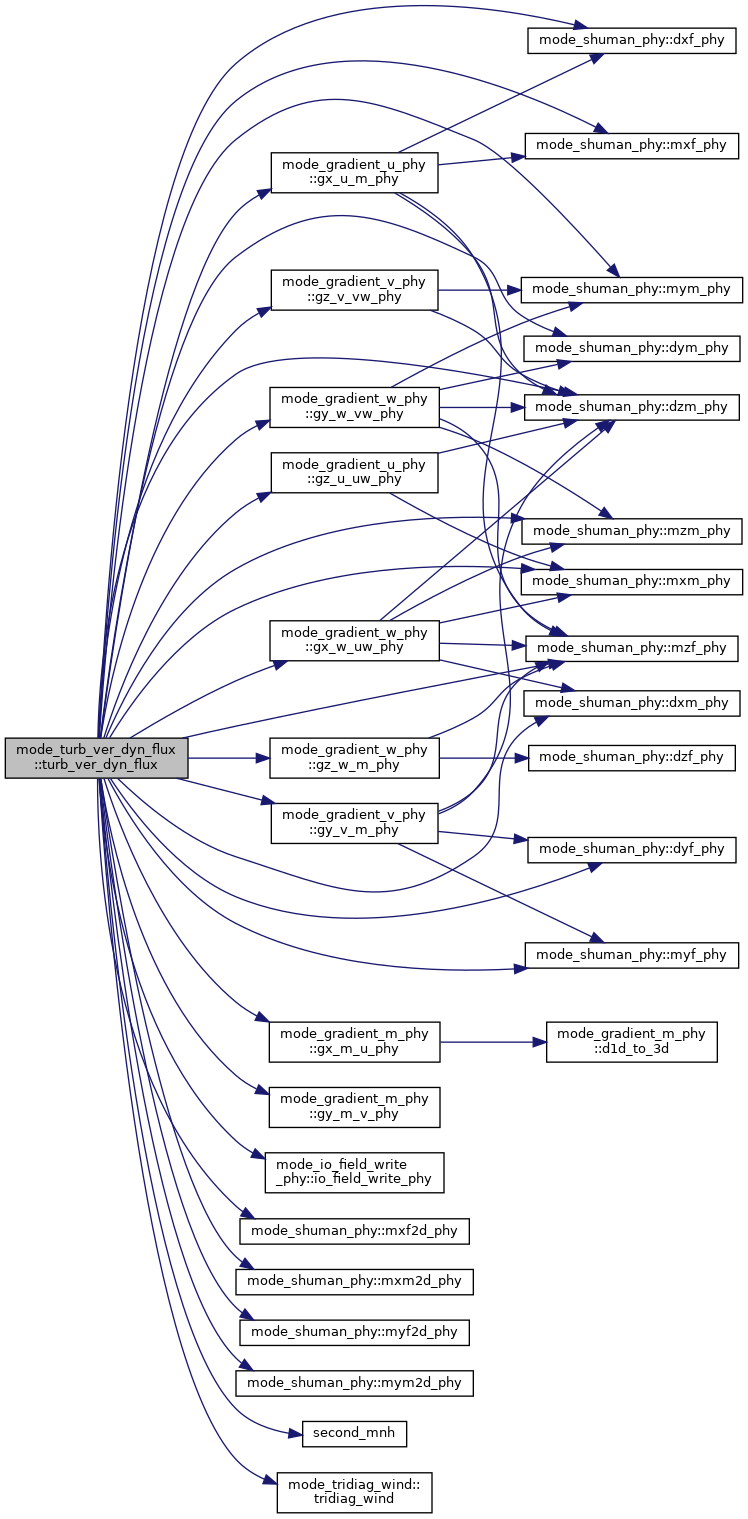 mode_shuman_phy::dxf_phy
mode_shuman_phy::mxf_phy
mode_gradient_u_phy
::gx_u_m_phy
mode_gradient_v_phy
::gz_v_vw_phy
mode_shuman_phy::mym_phy
mode_shuman_phy::dym_phy
mode_gradient_w_phy
::gy_w_vw_phy
mode_shuman_phy::dzm_phy
mode_gradient_u_phy
::gz_u_uw_phy
mode_shuman_phy::mzm_phy
mode_shuman_phy::mxm_phy
mode_gradient_w_phy
::gx_w_uw_phy
mode_shuman_phy::mzf_phy
mode_shuman_phy::dxm_phy
mode_turb_ver_dyn_flux
::turb_ver_dyn_flux
mode_gradient_w_phy
::gz_w_m_phy
mode_shuman_phy::dzf_phy
mode_gradient_v_phy
::gy_v_m_phy
mode_shuman_phy::dyf_phy
mode_shuman_phy::myf_phy
mode_gradient_m_phy
::gx_m_u_phy
mode_gradient_m_phy
::d1d_to_3d
mode_gradient_m_phy
::gy_m_v_phy
mode_io_field_write
_phy::io_field_write_phy
mode_shuman_phy::mxf2d_phy
mode_shuman_phy::mxm2d_phy
mode_shuman_phy::myf2d_phy
mode_shuman_phy::mym2d_phy
second_mnh
mode_tridiag_wind::
tridiag_wind